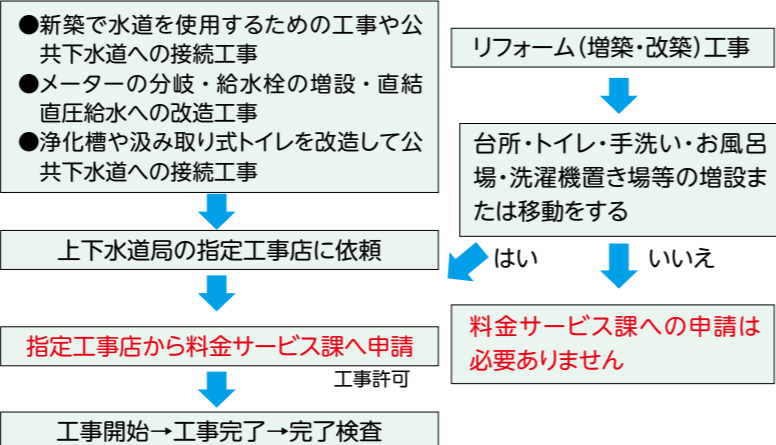 ●新築で水道を使用するための工事や公
共下水道への接続工事
●メーターの分岐・給水栓の増設・直結
直圧給水への改造工事
●浄化槽や汲み取り式トイレを改造して公
共下水道への接続工事
上下水道局の指定工事店に依頼
指定工事店から料金サービス課へ申請
工事許可
工事開始→工事完了→完了検査
リフォーム(増築・改築)工事
台所・トイレ・手洗い・お風呂
場・洗濯機置き場等の増設ま
たは移動をする
はい
いいえ
料金サービス課への申請は
必要ありません